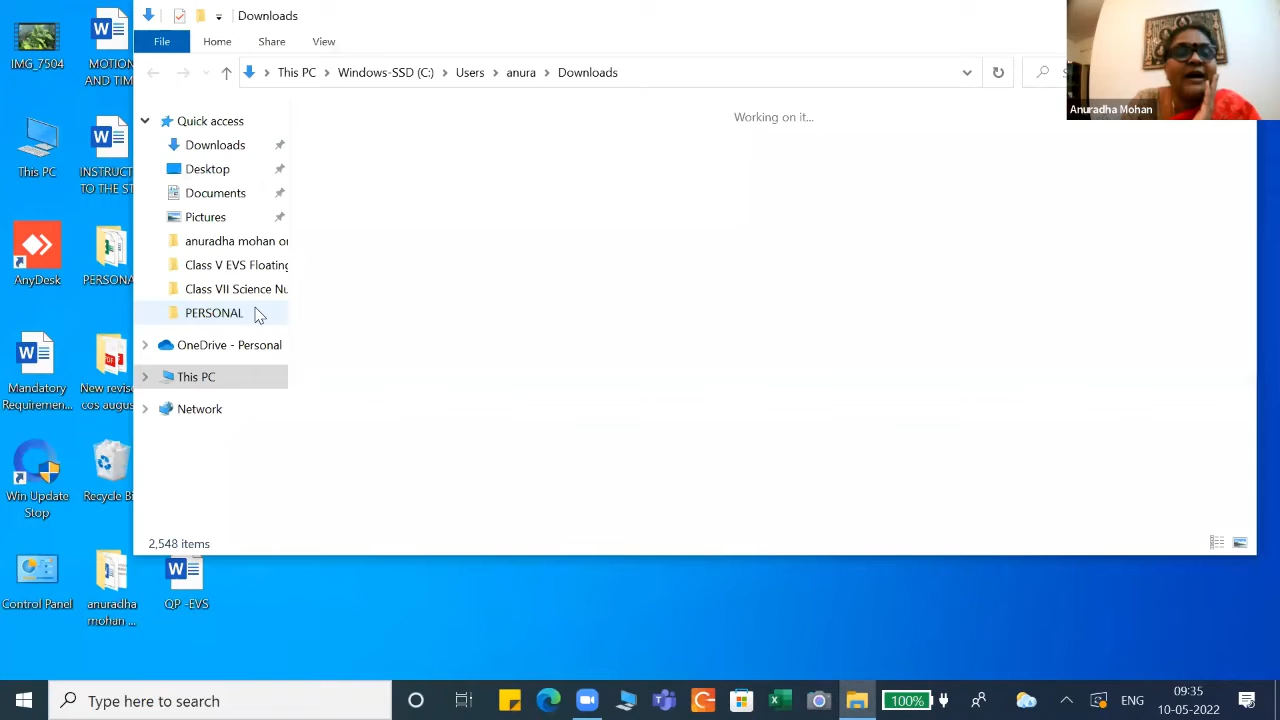 Downloads
File
Home
Share
View
This PC
Windows-SSD (C:)
Users
anura
Downloads
Anuradha Mohan
Working on it...
Quick access
Downloads
Desktop
Documents
Pictures
anuradha mohan or
Class V EVS Floating
Class VII Science Nu
PERSONAL
OneDrive - Personal
This PC
Network
2,548 items
IMG_7504
MOTION
AND TIM
This PC
INSTRUCT
TO THE ST
AnyDesk
PERSONA
Mandatory
Requiremen...
New reviso
cos augus
Win Update
Stop
Recycle Bi
Control Panel
anuradha
mohan ...
QP -EVS
Type here to search
100%
ENG
09:35
10-05-2022